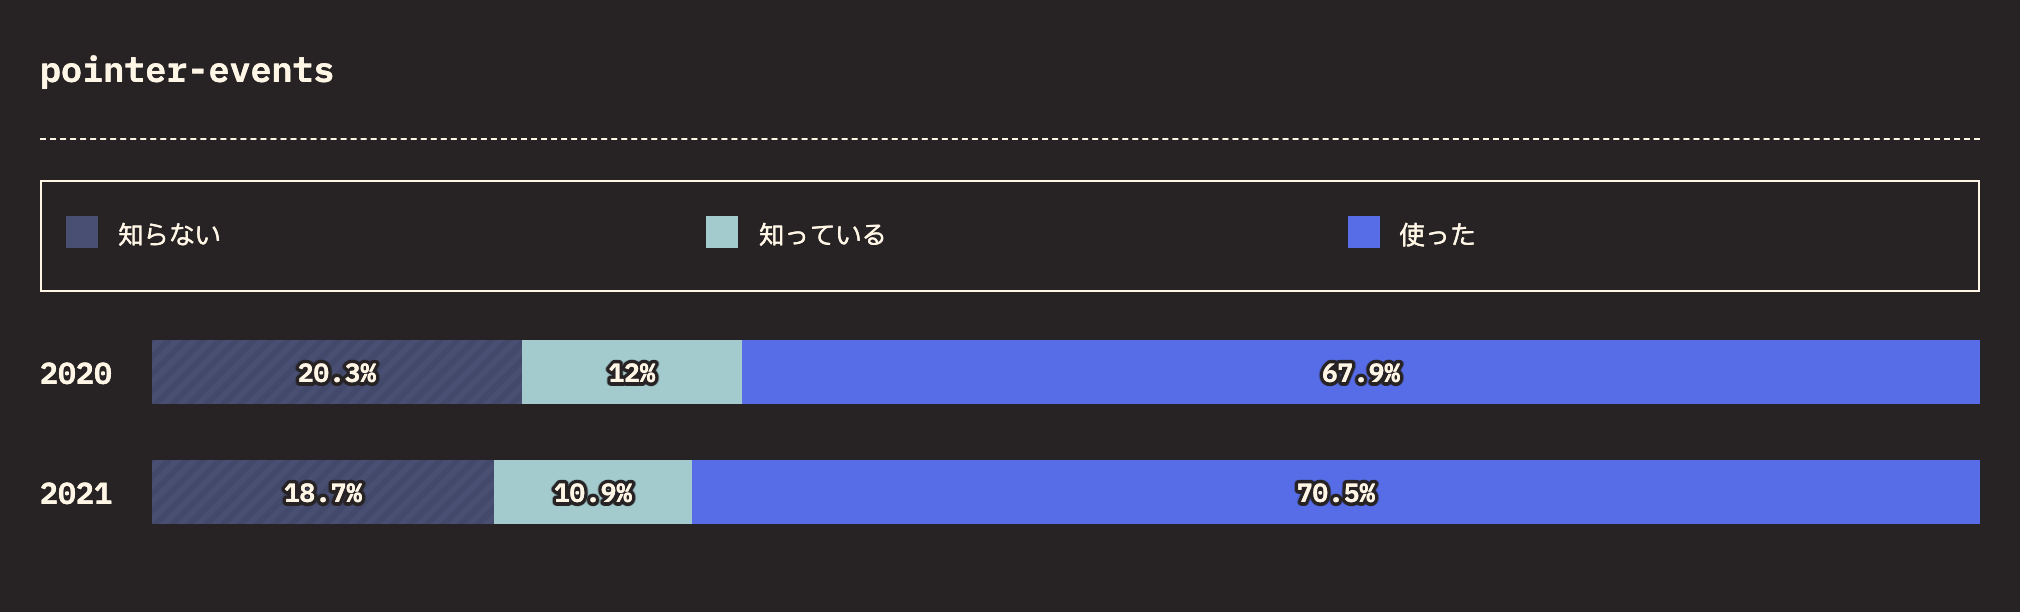 pointer-events
知らない 知っている 使った
2020 20.3% 12% 67.9%
2021 18.7% 10.9% 70.5%